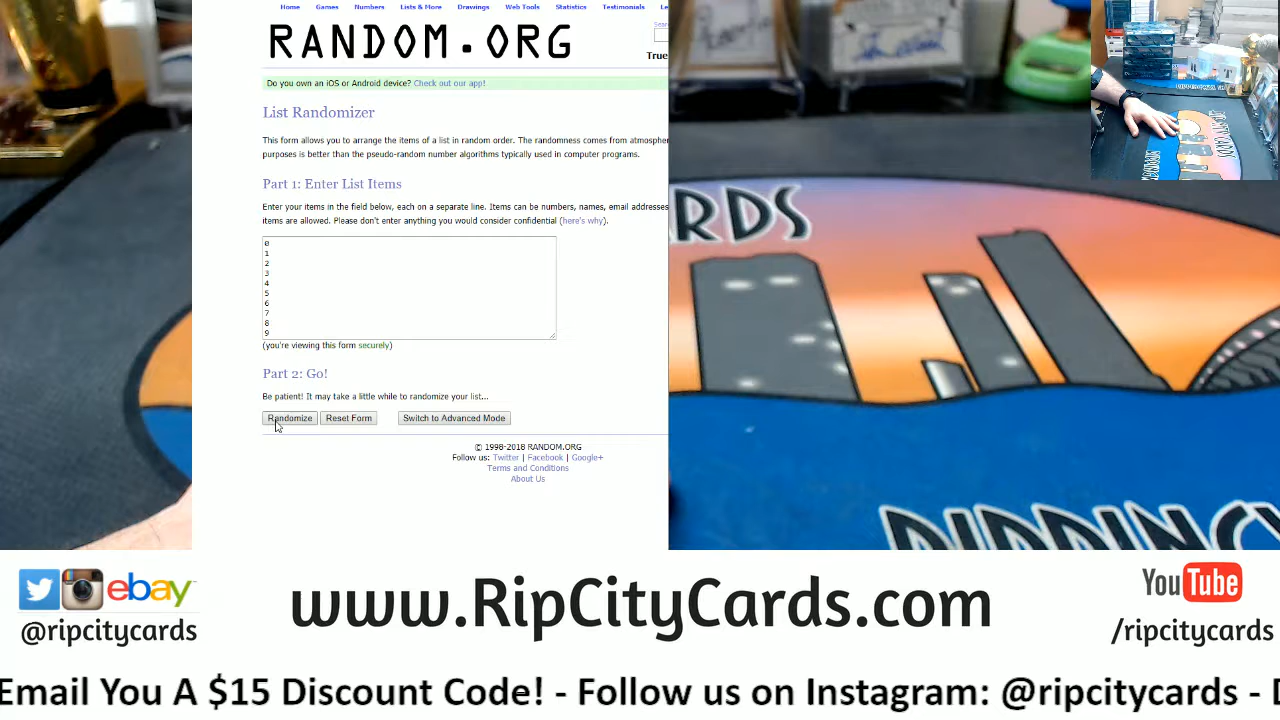 Home Games Numbers Lists & More Drawings Web Tools Statistics Testimonials
RANDOM.ORG
True
Do you own an iOS or Android device? Check out our app!
List Randomizer
This form allows you to arrange the items of a list in random order. The randomness comes from
purposes is better than the pseudo-random number algorithms typically used in computer programs.
Part 1: Enter List Items
Enter your items in the field below, each on a separate line. Items can be numbers, names, email addresses
items are allowed. Please don't enter anything you would consider confidential (here's why).
0
1
2
3
4
5
6
7
8
9
(you're viewing this form securely)
Part 2: Go!
Be patient! It may take a little while to randomize your list...
Randomize Reset Form Switch to Advanced Mode
© 1998-2018 RANDOM.ORG
Follow us: Twitter | Facebook | Google+
Terms and Conditions
About Us
ebay
@ripcitycards
www.RipCityCards.com
YouTube
/ripcitycards
Email You A $15 Discount Code! - Follow us on Instagram: @ripcitycards -